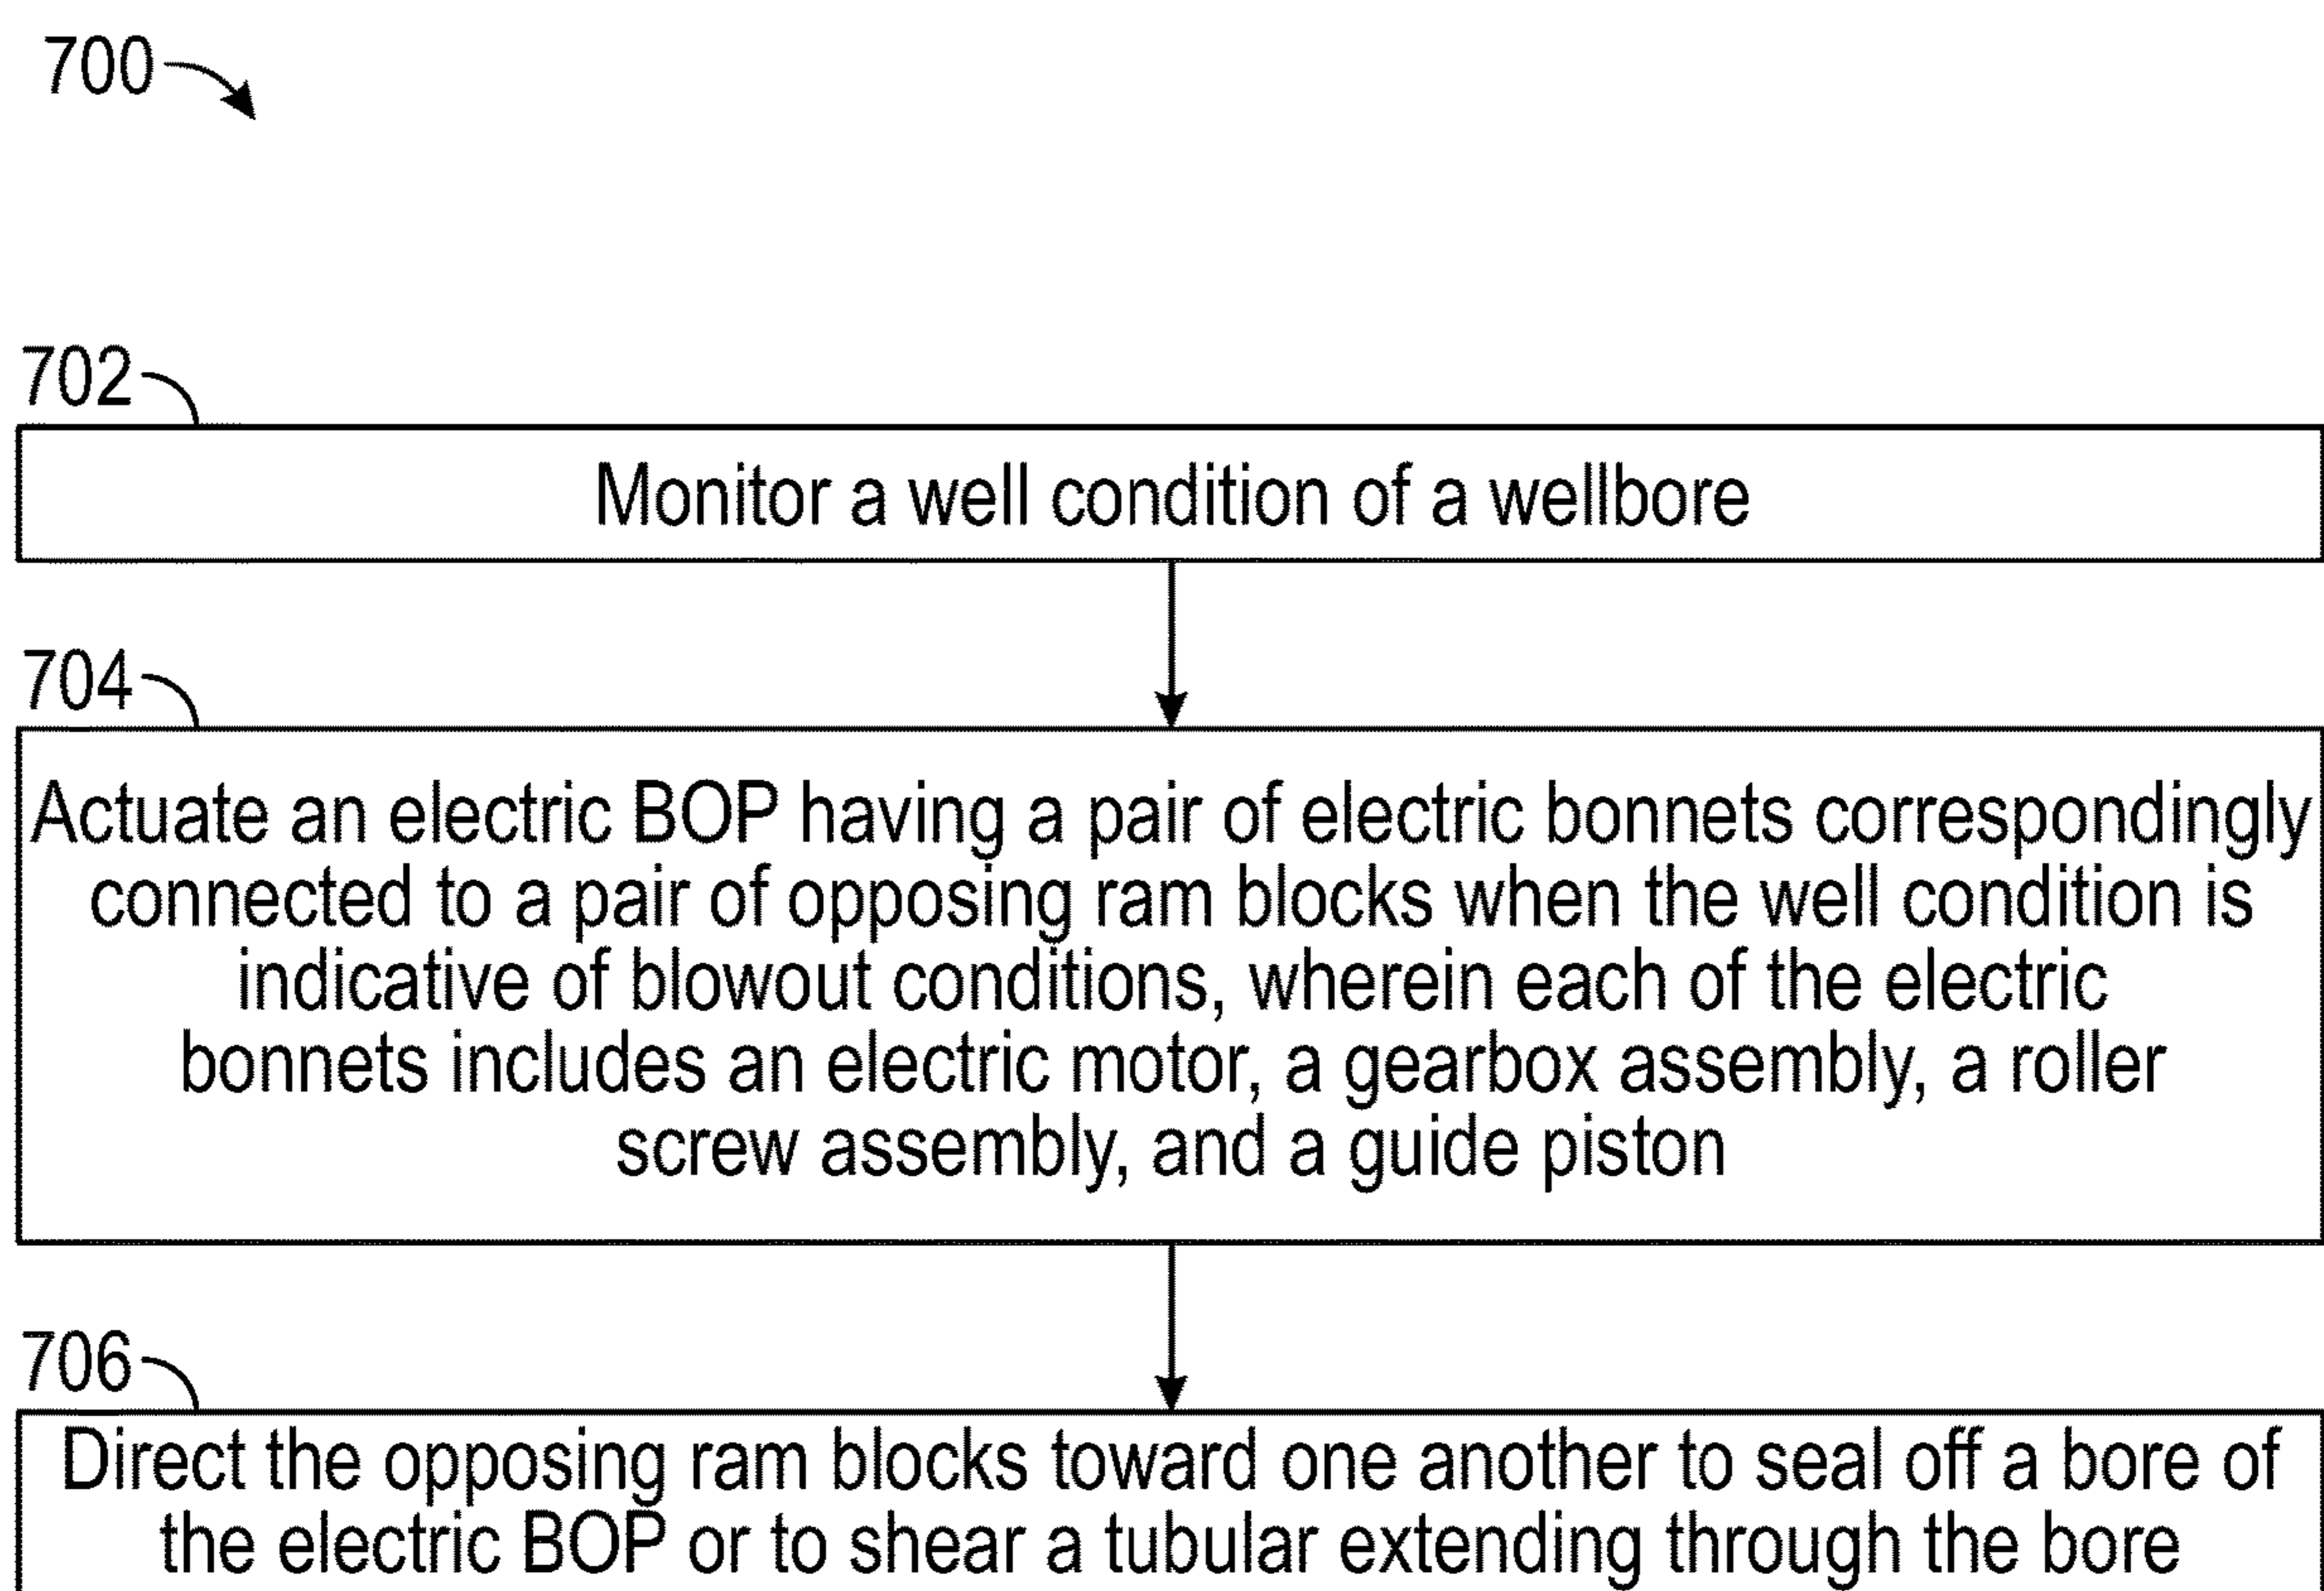 700
702
Monitor a well condition of a wellbore
704
Actuate an electric BOP having a pair of electric bonnets correspondingly
connected to a pair of opposing ram blocks when the well condition is
indicative of blowout conditions, wherein each of the electric
bonnets includes an electric motor, a gearbox assembly, a roller
screw assembly, and a guide piston
706
Direct the opposing ram blocks toward one another to seal off a bore of
the electric BOP or to shear a tubular extending through the bore